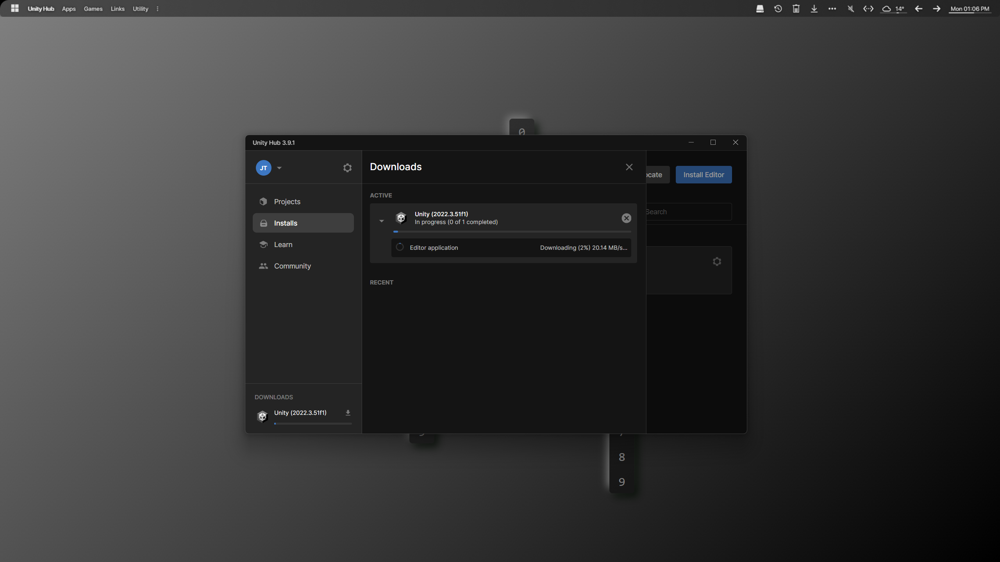 Unity Hub Apps Games Links Utility
14° Mon 01:06 PM
0
Unity Hub 3.9.1
JT
Downloads
ocate Install Editor
ACTIVE
Projects
Search
Unity (2022.3.51f1)
In progress (0 of 1 completed)
Installs
Learn
Editor application Downloading (2%) 20.14 MB/s...
Community
RECENT
DOWNLOADS
Unity (2022.3.51f1)
8
9